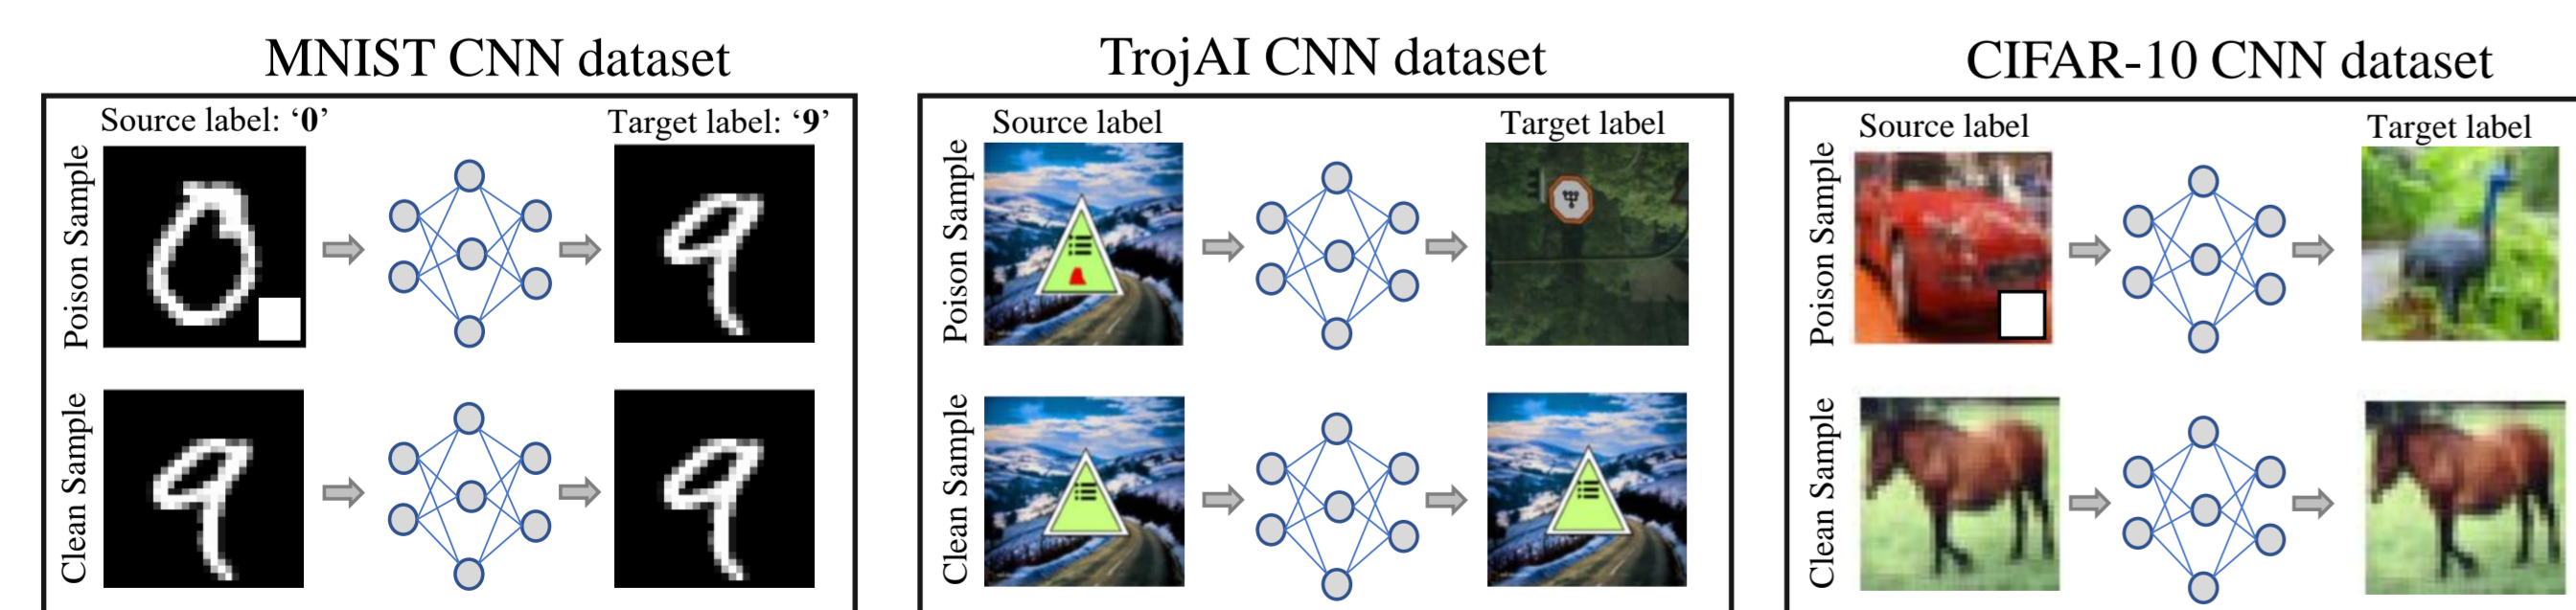 MNIST CNN dataset
Source label: ‘0’
Target label: ‘9’
Poison Sample
Clean Sample
TrojAI CNN dataset
Source label
Target label
Poison Sample
Clean Sample
CIFAR-10 CNN dataset
Source label
Target label
Poison Sample
Clean Sample